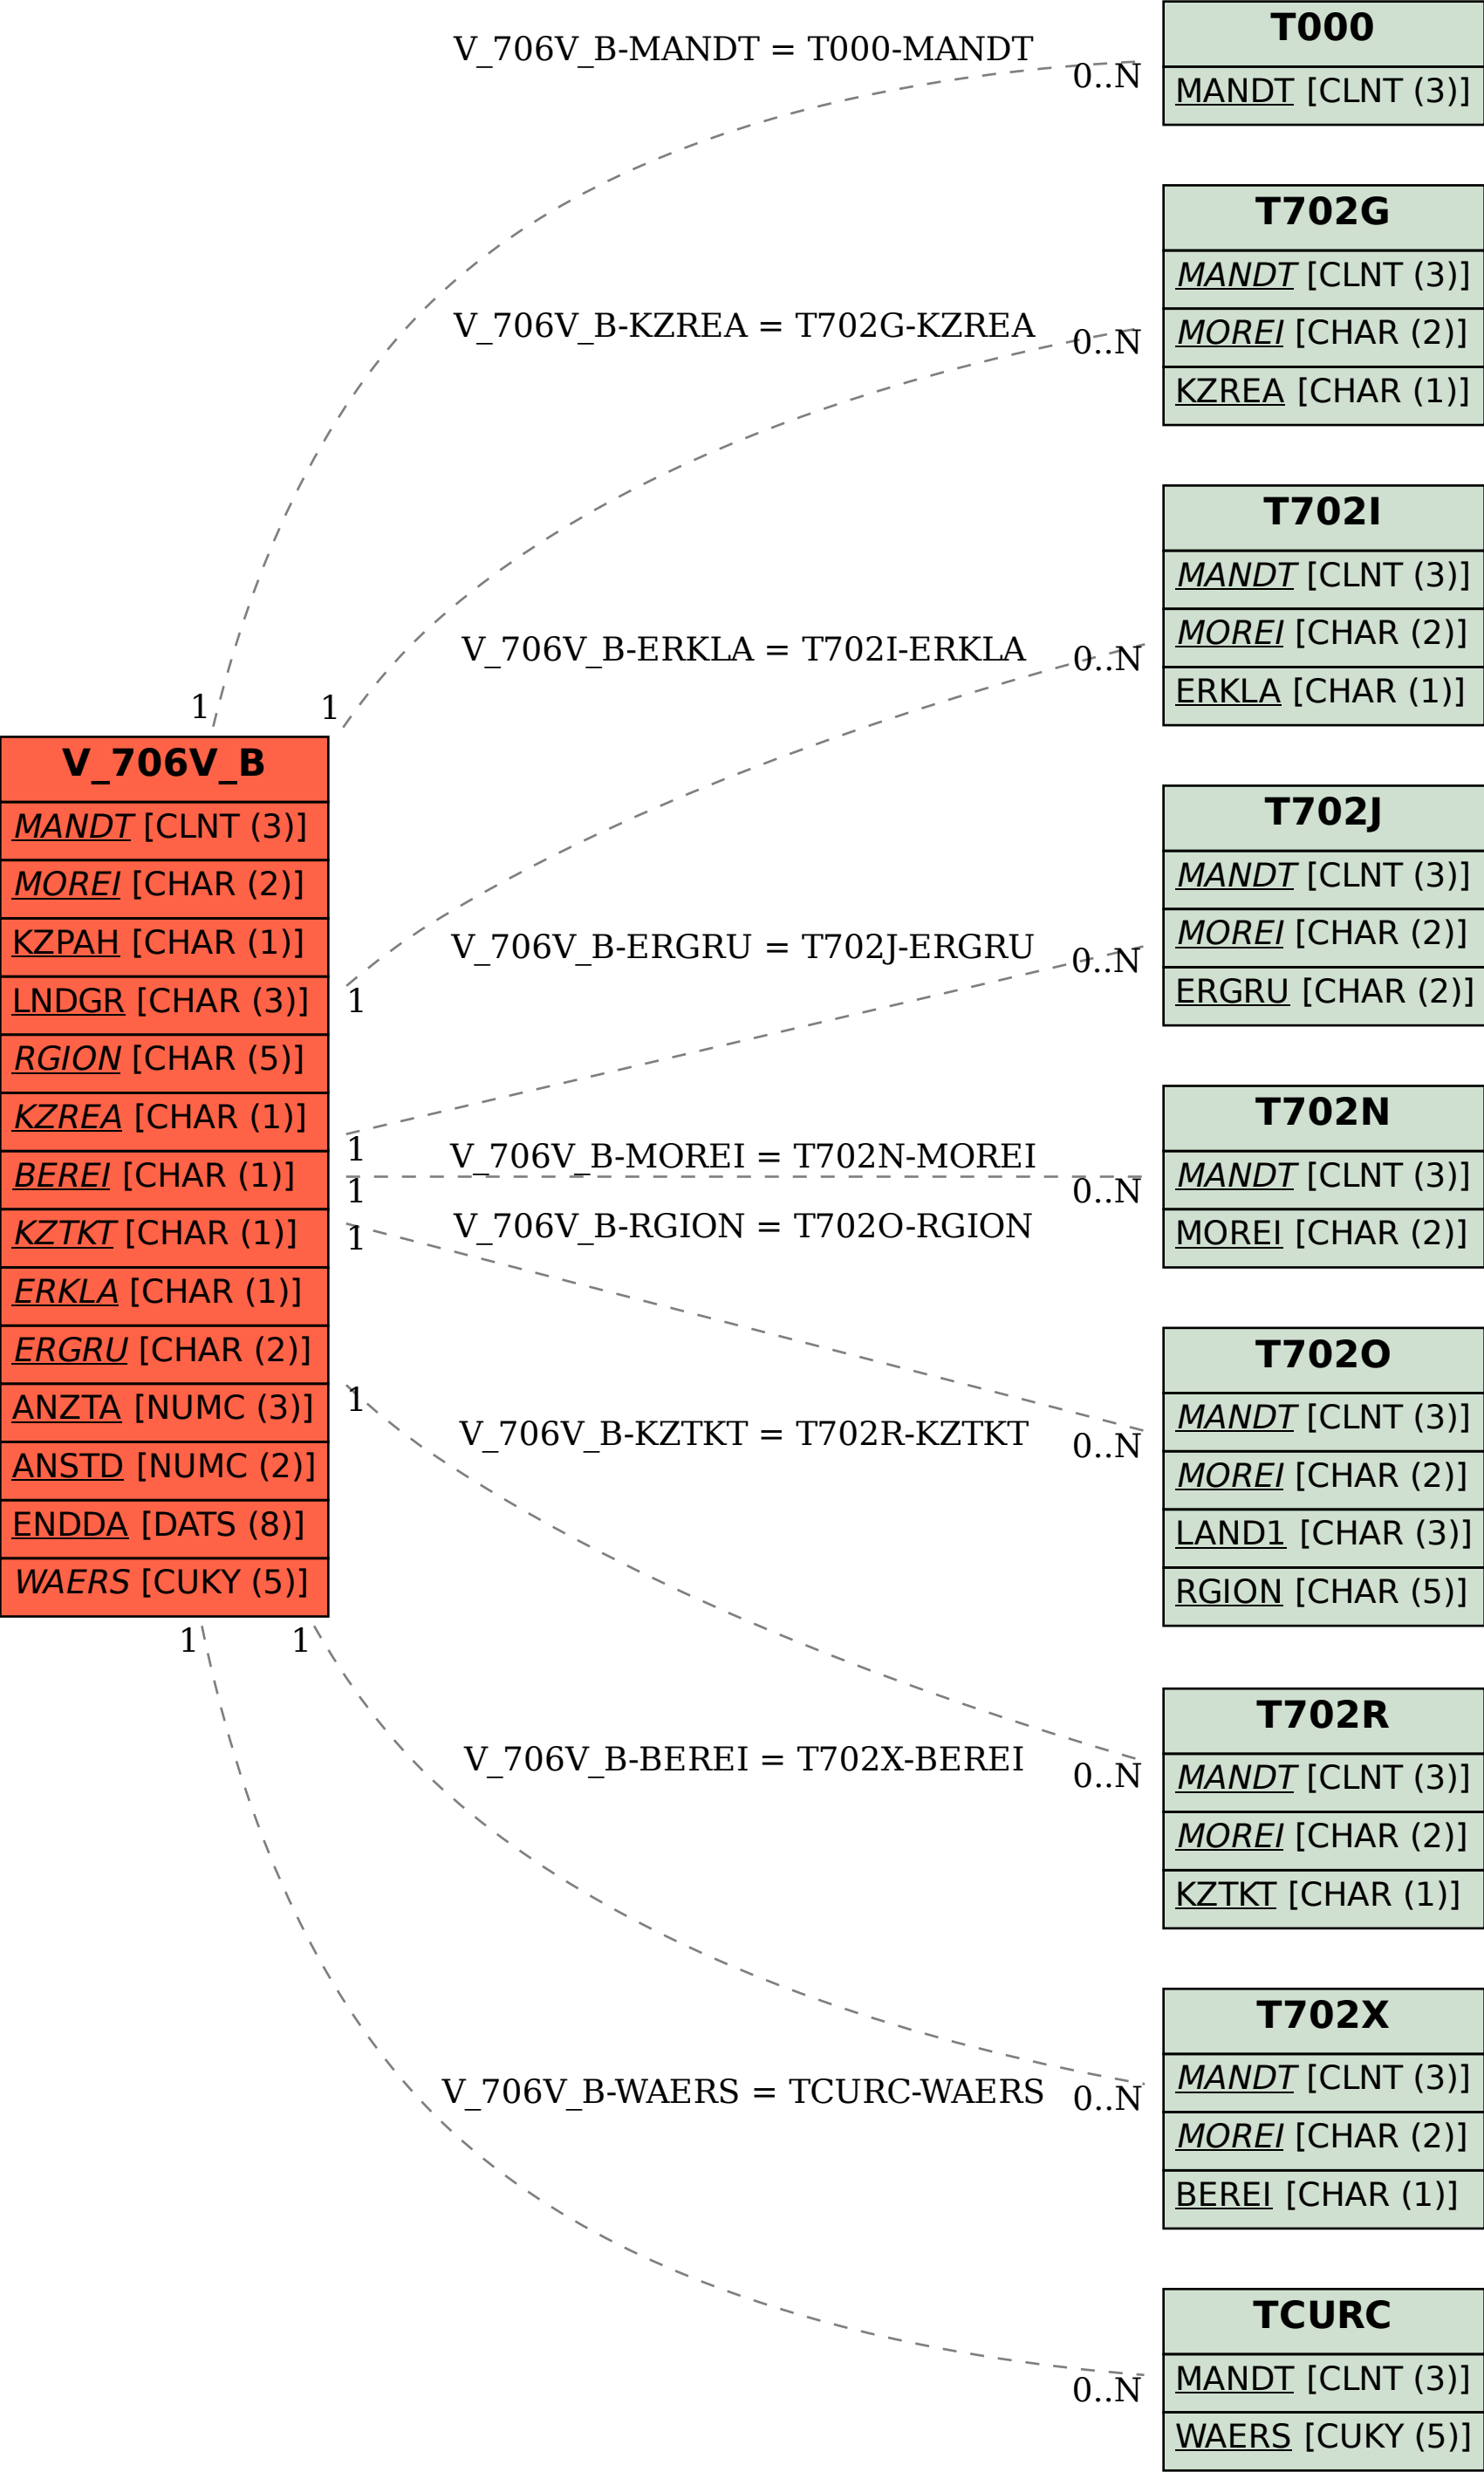 V_706V_B-MANDT = T000-MANDT
0..N
T000
MANDT [CLNT (3)]
T702G
MANDT [CLNT (3)]
MOREI [CHAR (2)]
KZREA [CHAR (1)]
V_706V_B-KZREA = T702G-KZREA
0..N
T702I
MANDT [CLNT (3)]
MOREI [CHAR (2)]
ERKLA [CHAR (1)]
V_706V_B-ERKLA = T702I-ERKLA
0..N
1
1
V_706V_B
MANDT [CLNT (3)]
MOREI [CHAR (2)]
KZPAH [CHAR (1)]
LNDGR [CHAR (3)]
RGION [CHAR (5)]
KZREA [CHAR (1)]
BEREI [CHAR (1)]
KZTKT [CHAR (1)]
ERKLA [CHAR (1)]
ERGRU [CHAR (2)]
ANZTA [NUMC (3)]
ANSTD [NUMC (2)]
ENDDA [DATS (8)]
WAERS [CUKY (5)]
1
V_706V_B-ERGRU = T702J-ERGRU
0..N
T702J
MANDT [CLNT (3)]
MOREI [CHAR (2)]
ERGRU [CHAR (2)]
1
V_706V_B-MOREI = T702N-MOREI
1
0..N
T702N
MANDT [CLNT (3)]
MOREI [CHAR (2)]
V_706V_B-RGION = T702O-RGION
1
0..N
T702O
MANDT [CLNT (3)]
MOREI [CHAR (2)]
LAND1 [CHAR (3)]
RGION [CHAR (5)]
1
V_706V_B-KZTKT = T702R-KZTKT
0..N
T702R
MANDT [CLNT (3)]
MOREI [CHAR (2)]
KZTKT [CHAR (1)]
1
1
V_706V_B-BEREI = T702X-BEREI
0..N
T702X
MANDT [CLNT (3)]
MOREI [CHAR (2)]
BEREI [CHAR (1)]
V_706V_B-WAERS = TCURC-WAERS
0..N
TCURC
MANDT [CLNT (3)]
WAERS [CUKY (5)]